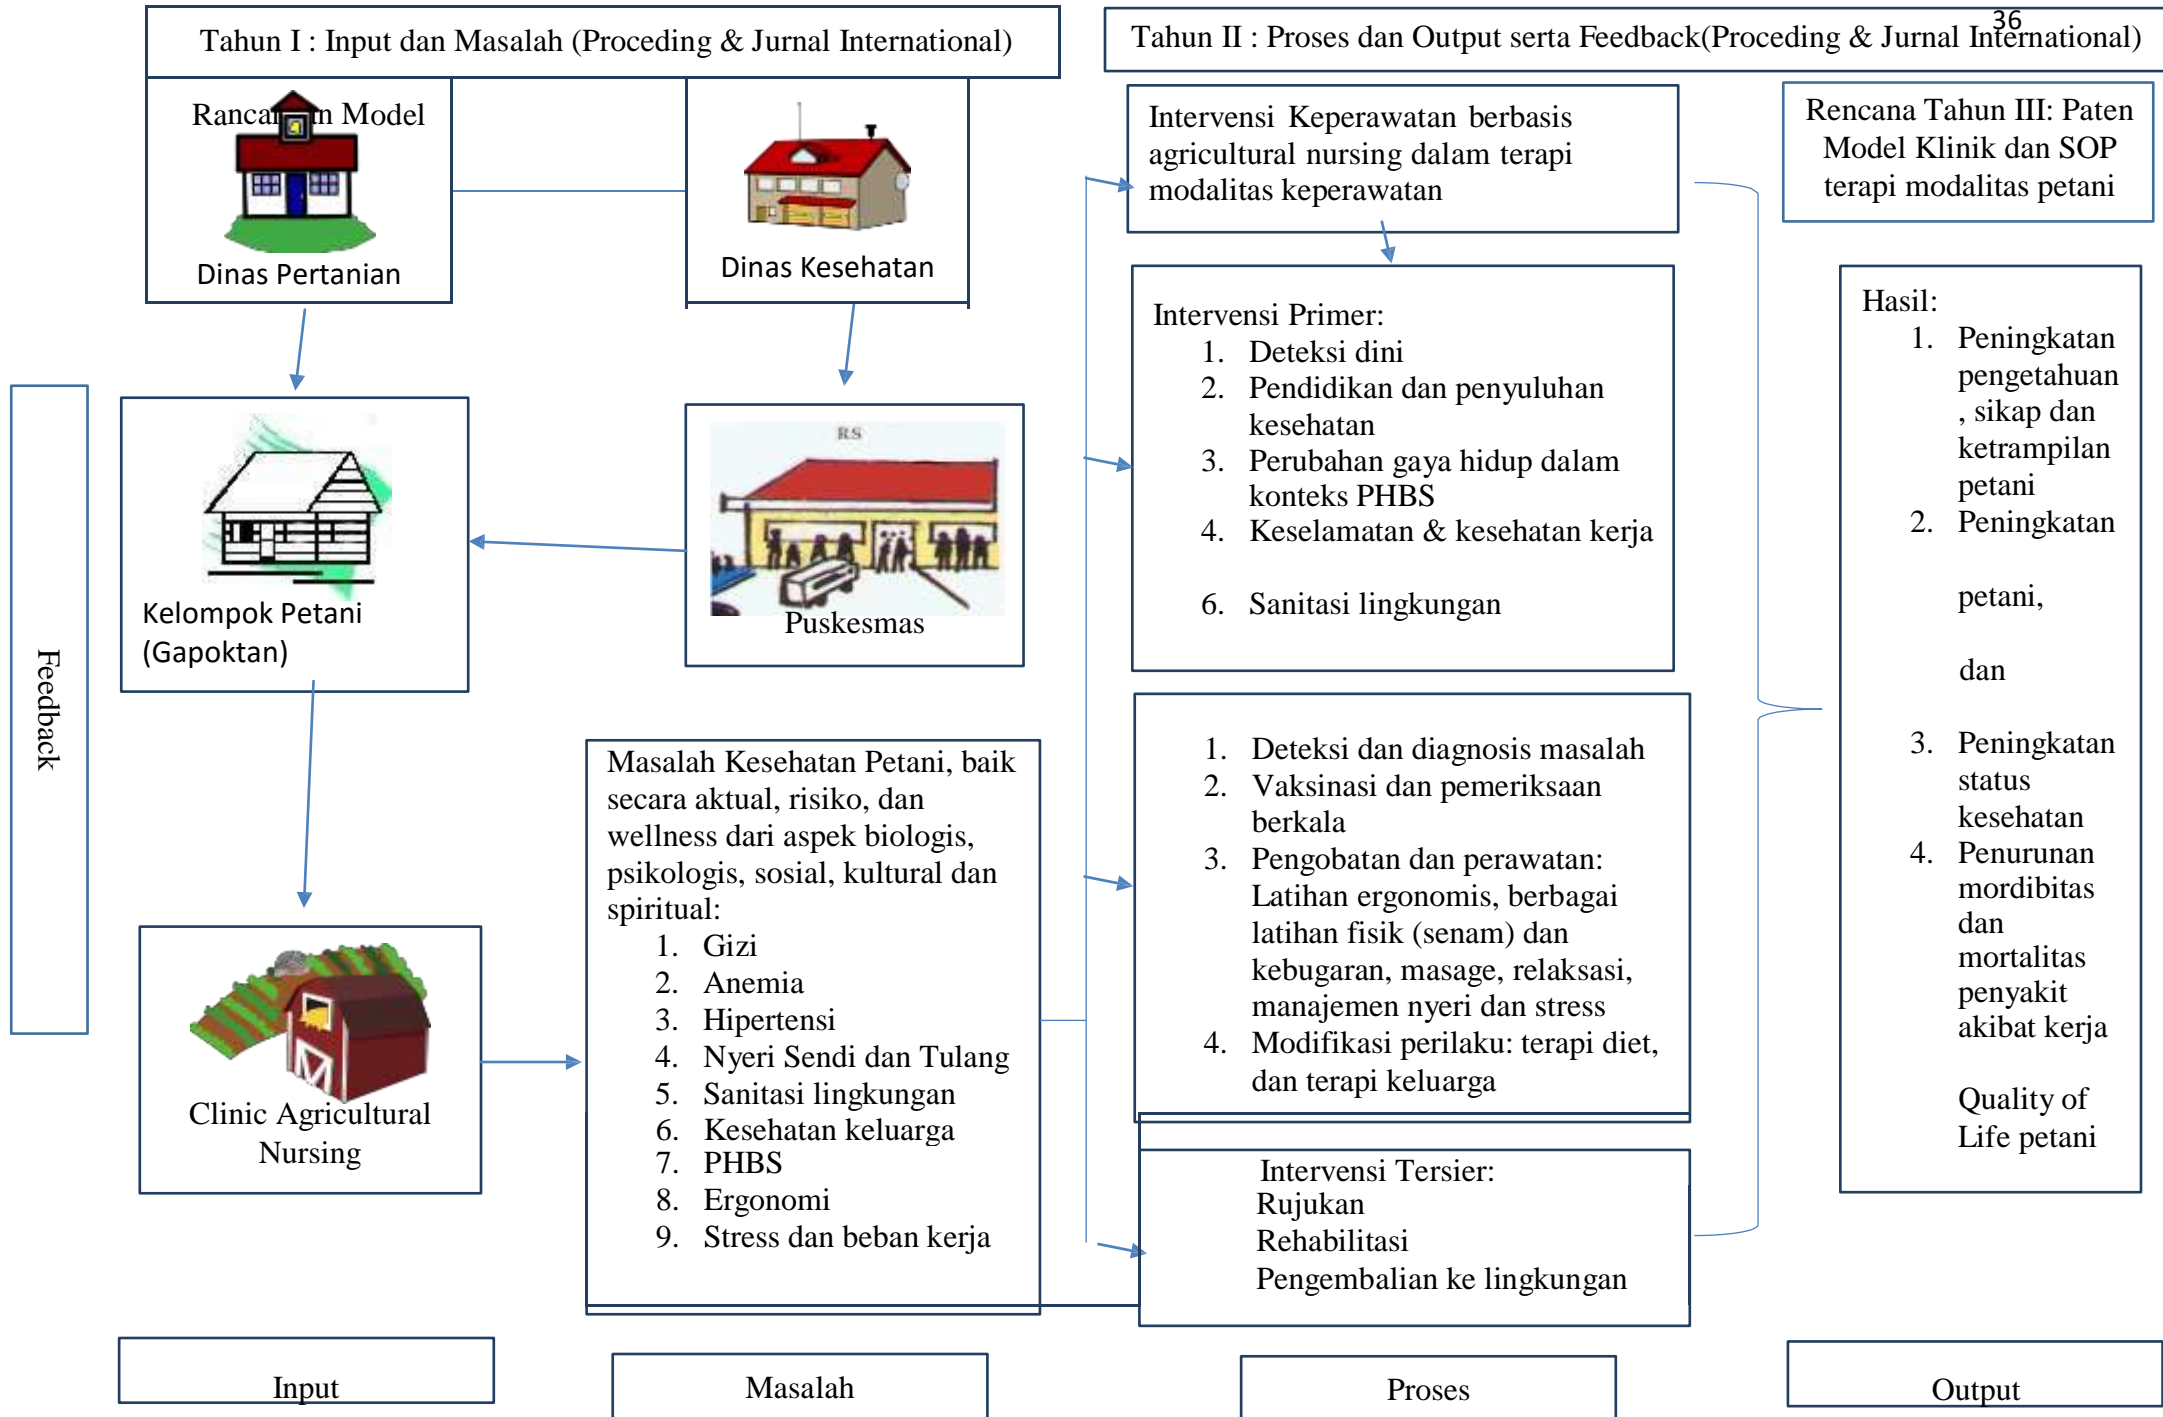 36
Tahun I : Input dan Masalah (Proceding & Jurnal International)
Tahun II : Proses dan Output serta Feedback(Proceding & Jurnal International)
Rancangan Model
Dinas Pertanian
Dinas Kesehatan
Kelompok Petani
(Gapoktan)
RS
Puskesmas
Feedback
Clinic Agricultural
Nursing
Masalah Kesehatan Petani, baik
secara aktual, risiko, dan
wellness dari aspek biologis,
psikologis, sosial, kultural dan
spiritual:
1. Gizi
2. Anemia
3. Hipertensi
4. Nyeri Sendi dan Tulang
5. Sanitasi lingkungan
6. Kesehatan keluarga
7. PHBS
8. Ergonomi
9. Stress dan beban kerja
Intervensi Keperawatan berbasis
agricultural nursing dalam terapi
modalitas keperawatan
Intervensi Primer:
1. Deteksi dini
2. Pendidikan dan penyuluhan
kesehatan
3. Perubahan gaya hidup dalam
konteks PHBS
4. Keselamatan & kesehatan kerja
6. Sanitasi lingkungan
1. Deteksi dan diagnosis masalah
2. Vaksinasi dan pemeriksaan
berkala
3. Pengobatan dan perawatan:
Latihan ergonomis, berbagai
latihan fisik (senam) dan
kebugaran, masage, relaksasi,
manajemen nyeri dan stress
4. Modifikasi perilaku: terapi diet,
dan terapi keluarga
Intervensi Tersier:
Rujukan
Rehabilitasi
Pengembalian ke lingkungan
Rencana Tahun III: Paten
Model Klinik dan SOP
terapi modalitas petani
Hasil:
1. Peningkatan
pengetahuan
, sikap dan
ketrampilan
petani
2. Peningkatan
petani,
dan
3. Peningkatan
status
kesehatan
4. Penurunan
mordibitas
dan
mortalitas
penyakit
akibat kerja
Quality of
Life petani
Input
Masalah
Proses
Output